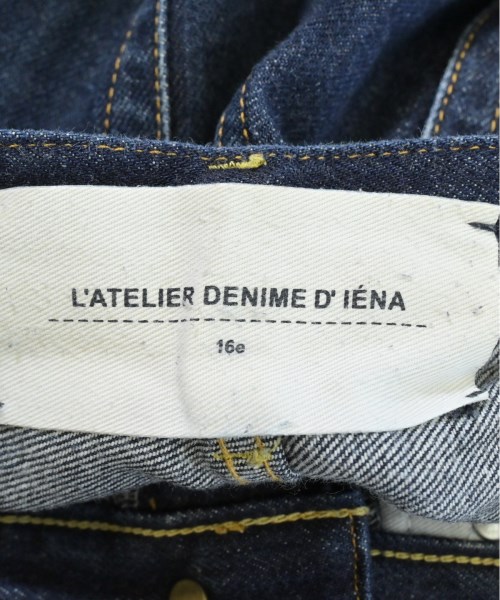 L'ATELIER DENIME D' IÉNA
16e